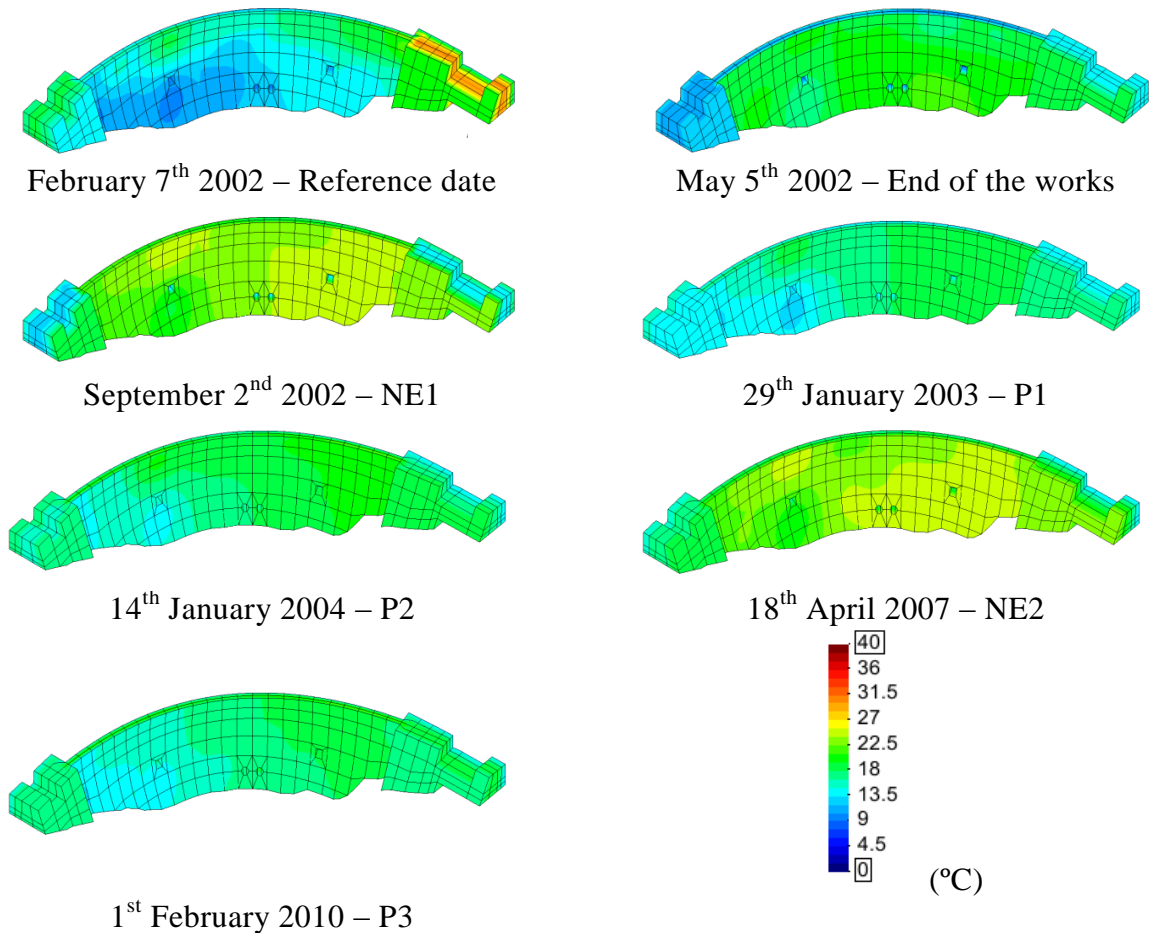 February 7th 2002 – Reference date
May 5th 2002 – End of the works
September 2nd 2002 – NE1
29th January 2003 – P1
14th January 2004 – P2
18th April 2007 – NE2
40
36
31.5
27
22.5
18
13.5
9
4.5
0
(ºC)
1st February 2010 – P3